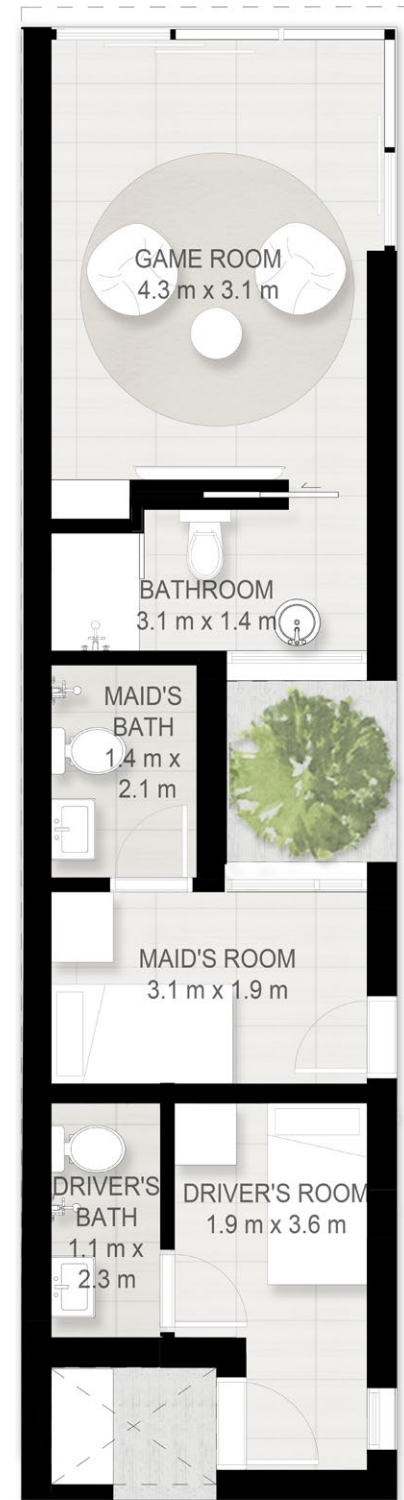 GAME ROOM
4.3 m x 3.1 m
BATHROOM
3.1 m x 1.4 m
MAID'S
BATH
1.4 m x
2.1 m
MAID'S ROOM
3.1 m x 1.9 m
DRIVER'S
BATH
1.1 m x
2.3 m
DRIVER'S ROOM
1.9 m x 3.6 m